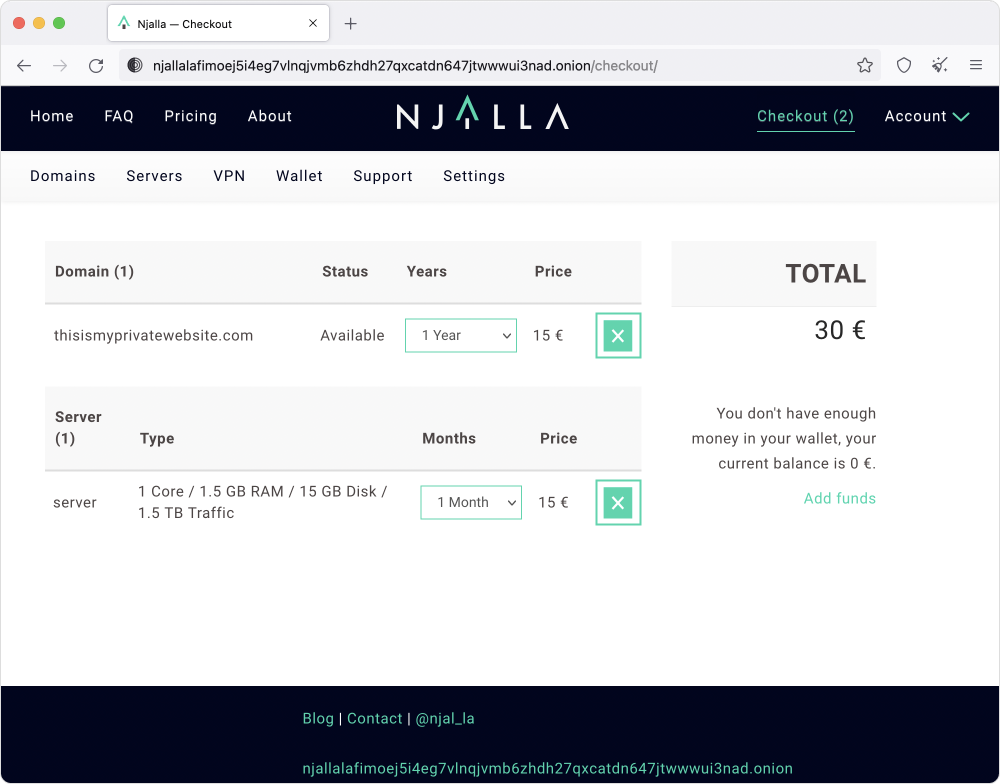 Njalla — Checkout
njallalafimoej5i4eg7vlnqjvmb6zhdh27qxcatdn647jtwwwui3nad.onion/checkout/
Home FAQ Pricing About NJALLA Checkout (2) Account
Domains Servers VPN Wallet Support Settings
Domain (1) Status Years Price
thisismyprivatewebsite.com Available 1 Year 15 €
Server
(1) Type Months Price
server 1 Core / 1.5 GB RAM / 15 GB Disk /
1.5 TB Traffic 1 Month 15 €
TOTAL
30 €
You don't have enough
money in your wallet, your
current balance is 0 €.
Add funds
Blog | Contact | @njal_la
njallalafimoej5i4eg7vlnqjvmb6zhdh27qxcatdn647jtwwwui3nad.onion